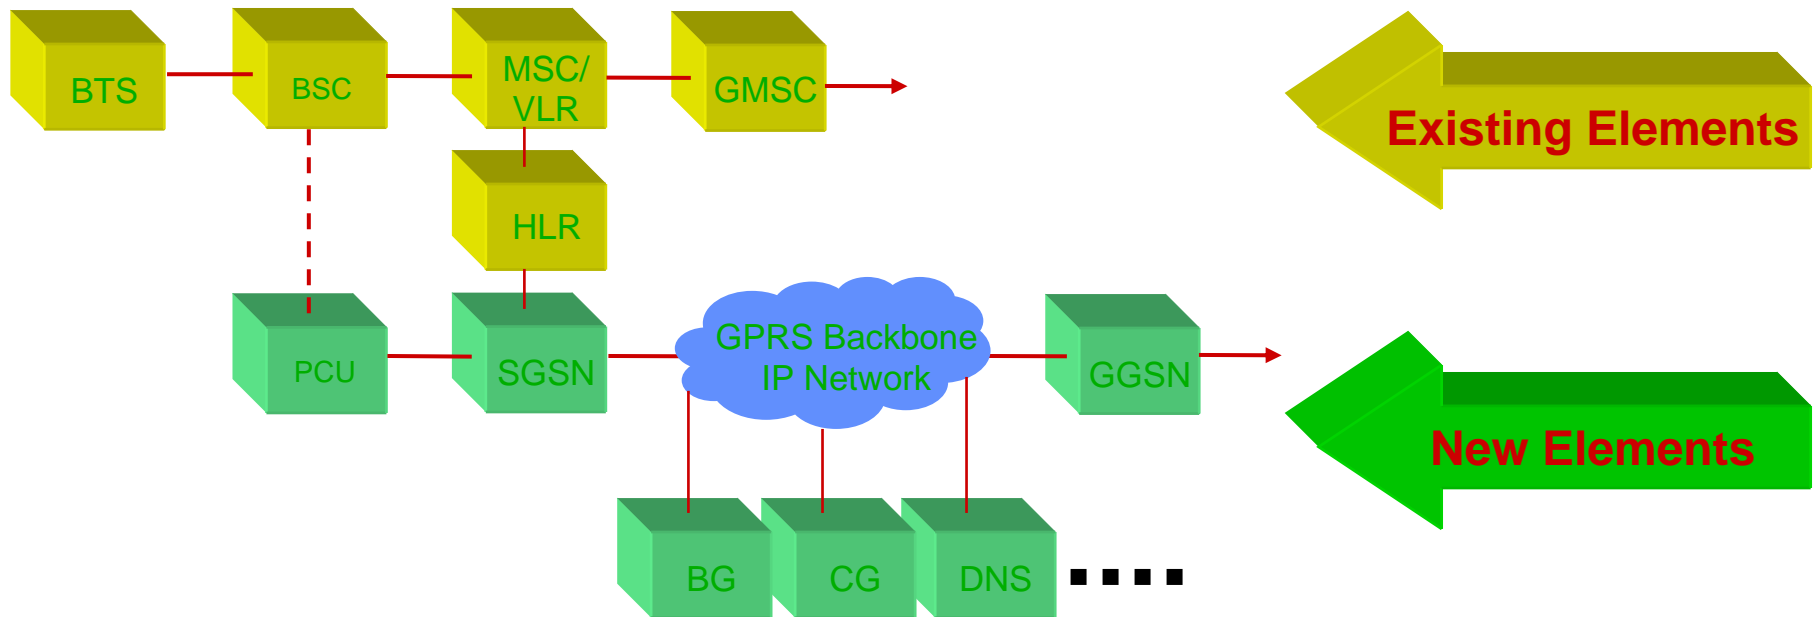 BTS
BSC
MSC/
VLR
GMSC
Existing Elements
HLR
PCU
SGSN
GPRS Backbone
IP Network
GGSN
New Elements
BG
CG
DNS